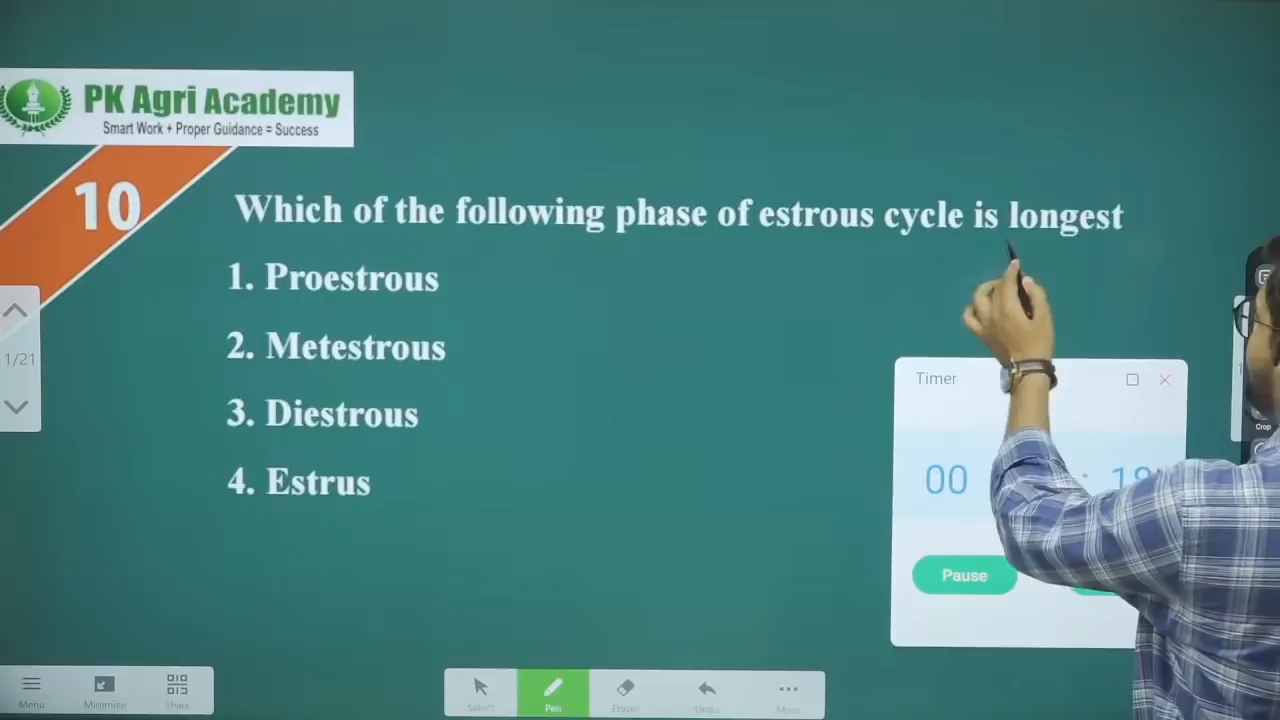 PK Agri Academy
Smart Work + Proper Guidance = Success
10
Which of the following phase of estrous cycle is longest
1. Proestrous
2. Metestrous
3. Diestrous
4. Estrus
1/21
Timer
00
Pause
Crop
Menu
Minimize
Share
Select
Pen
Eraser
Undo
More